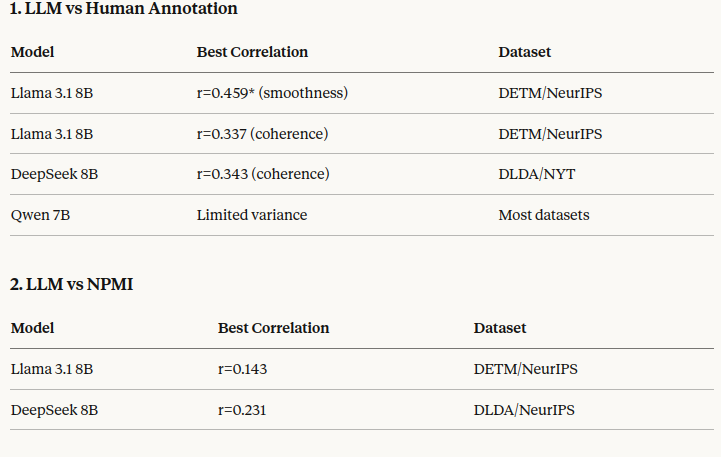 1. LLM vs Human Annotation
Model Best Correlation Dataset
Llama 3.1 8B r=0.459* (smoothness) DETM/NeurIPS
Llama 3.1 8B r=0.337 (coherence) DETM/NeurIPS
DeepSeek 8B r=0.343 (coherence) DLDA/NYT
Qwen 7B Limited variance Most datasets
2. LLM vs NPMI
Model Best Correlation Dataset
Llama 3.1 8B r=0.143 DETM/NeurIPS
DeepSeek 8B r=0.231 DLDA/NeurIPS